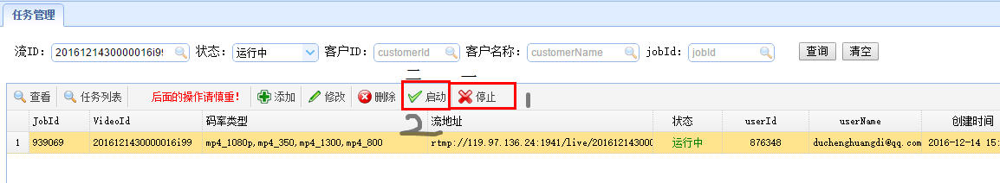 任务管理
流ID: 2016121430000016i99 状态: 运行中 客户ID: customerId 客户名称: customerName jobId: jobId 查询 清空
二 一
查看 任务列表 后面的操作请慎重! 添加 修改 删除 启动 停止 1
2
JobId VideoId 码率类型 流地址 状态 userId userName 创建时间
1 939069 2016121430000016i99 mp4_1080p,mp4_350,mp4_1300,mp4_800 rtmp://119.97.136.24:1941/live/201612143000 运行中 876348 duchenghuangdi@qq.com 2016-12-14 15: